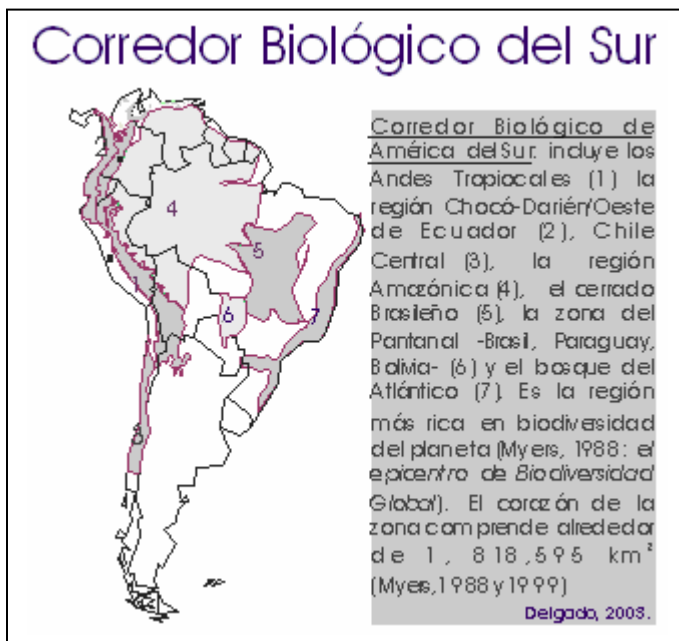 Corredor Biológico del Sur
Corredor Biológico de
América del Sur: incluye los
Andes Tropiocales (1) la
región Chocó-Darién/Oeste
de Ecuador (2), Chile
Central (3), la región
Amazónica (4), el cerrado
Brasileño (5), la zona del
Pantanal -Brasil, Paraguay,
Bolivia- (6) y el bosque del
Atlántico (7). Es la región
más rica en biodiversidad
del planeta (Myers, 1988: el
epicentro de Biodiversidad
Global). El corazón de la
zona comprende alrededor
de 1, 818,595 km²
(Myers,1988 y 1999)
Delgado, 2003.
4
5
1
6
7
3